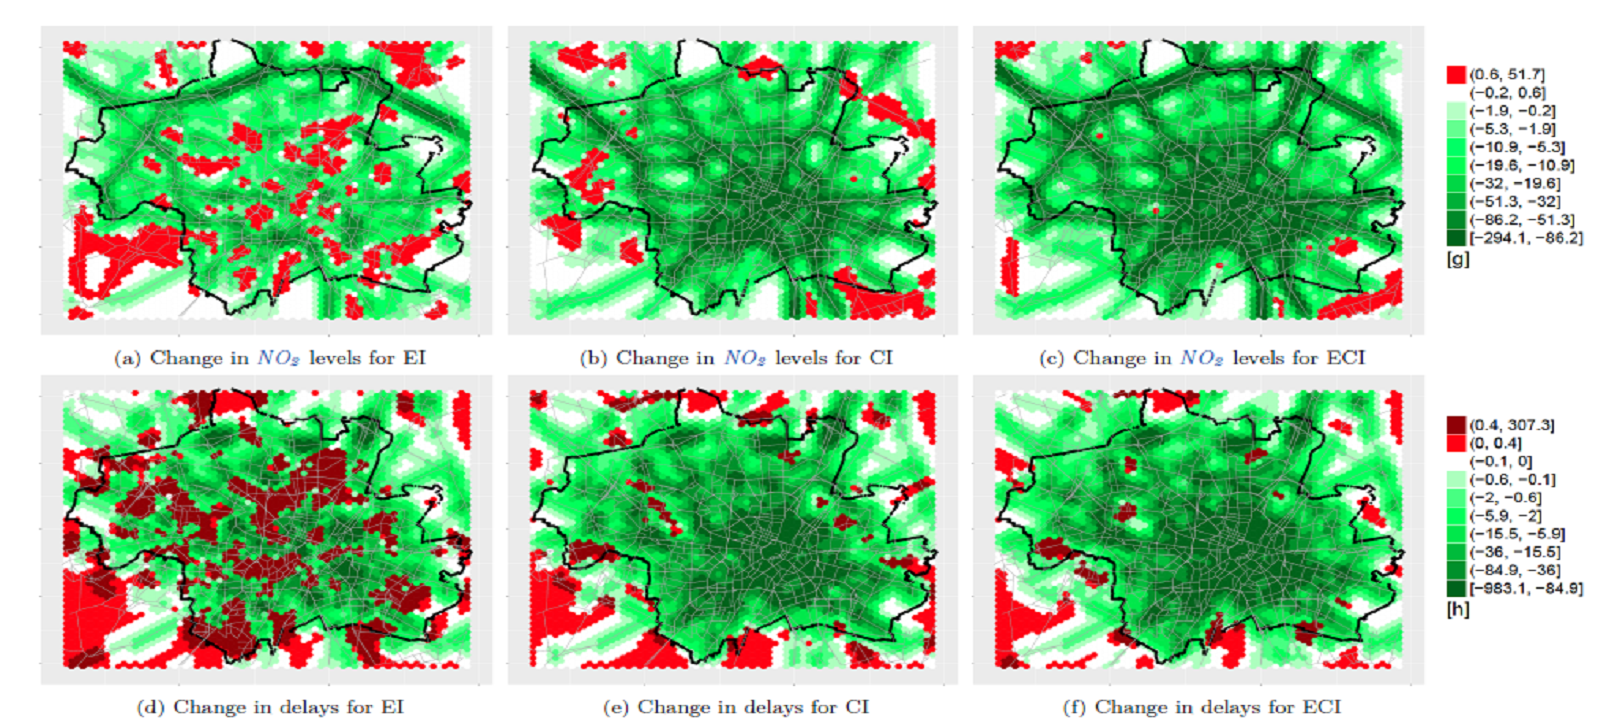 (0.6, 51.7]
(−0.2, 0.6]
(−1.9, −0.2]
(−5.3, −1.9]
(−10.9, −5.3]
(−19.6, −10.9]
(−32, −19.6]
(−51.3, −32]
(−86.2, −51.3]
[−294.1, −86.2]
[g]
(a) Change in NO₂ levels for EI
(b) Change in NO₂ levels for CI
(c) Change in NO₂ levels for ECI
(0.4, 307.3]
(0, 0.4]
(−0.1, 0]
(−0.6, −0.1]
(−2, −0.6]
(−5.9, −2]
(−15.5, −5.9]
(−36, −15.5]
(−84.9, −36]
[−983.1, −84.9]
[h]
(d) Change in delays for EI
(e) Change in delays for CI
(f) Change in delays for ECI